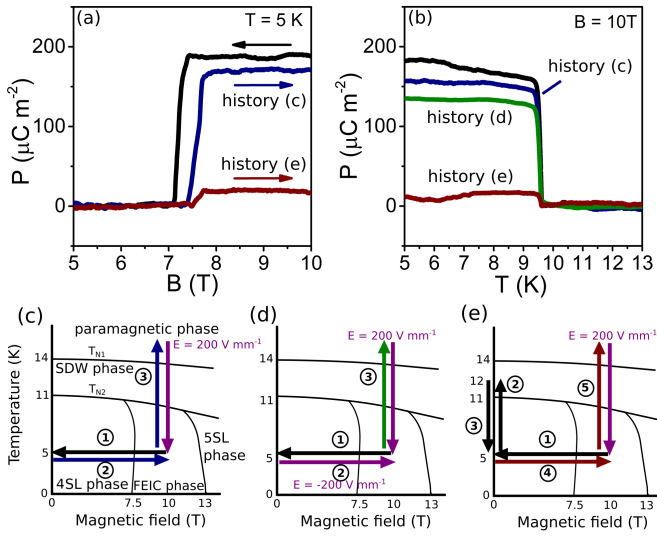 (a)
T = 5 K
200
100
0
P (μC m⁻²)
history (c)
history (e)
5
6
7
8
9
10
B (T)
(b)
B = 10T
200
100
0
P (μC m⁻²)
history (c)
history (d)
history (e)
5
6
7
8
9
10
11
12
13
T (K)
(c)
paramagnetic phase
E = 200 V mm⁻¹
T_N1
14
SDW phase
③
T_N2
11
Temperature (K)
①
5SL
phase
5
②
4SL phase
FEIC phase
0
7.5
10
13
Magnetic field (T)
(d)
E = 200 V mm⁻¹
14
③
11
①
5
②
E = -200 V mm⁻¹
0
7.5
10
13
Magnetic field (T)
(e)
E = 200 V mm⁻¹
14
12
②
⑤
11
③
①
5
④
0
7.5
10
13
Magnetic field (T)